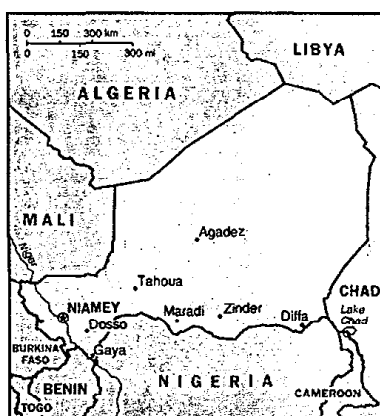 0 150 300 km
0 150 300 mi
LIBYA
ALGERIA
MALI
Niger
Agadez
Tahoua
CHAD
NIAMEY
Dosso
Maradi
Zinder
Diffa
Lake
Chad
BURKINA
FASO
Gaya
BENIN
NIGERIA
TOGO
CAMEROON